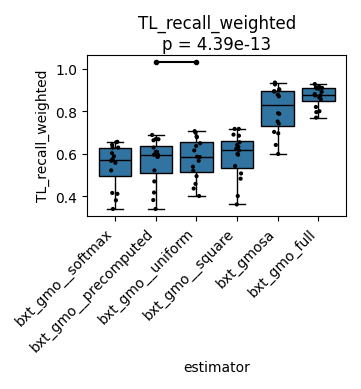 TL_recall_weighted
p = 4.39e-13
TL_recall_weighted
1.0
0.8
0.6
0.4
bxt_gmo__softmax
bxt_gmo__precomputed
bxt_gmo__uniform
bxt_gmo__square
bxt_gmosa
bxt_gmo_full
estimator